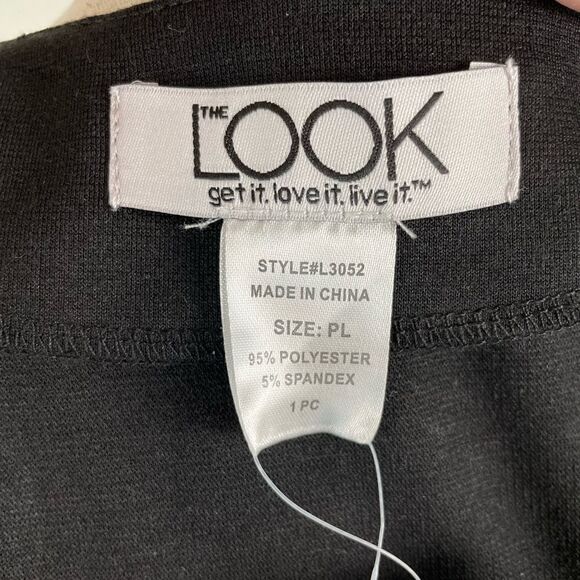 THE LOOK
get it. love it. live it.™
STYLE#L3052
MADE IN CHINA
SIZE: PL
95% POLYESTER
5% SPANDEX
1 PC